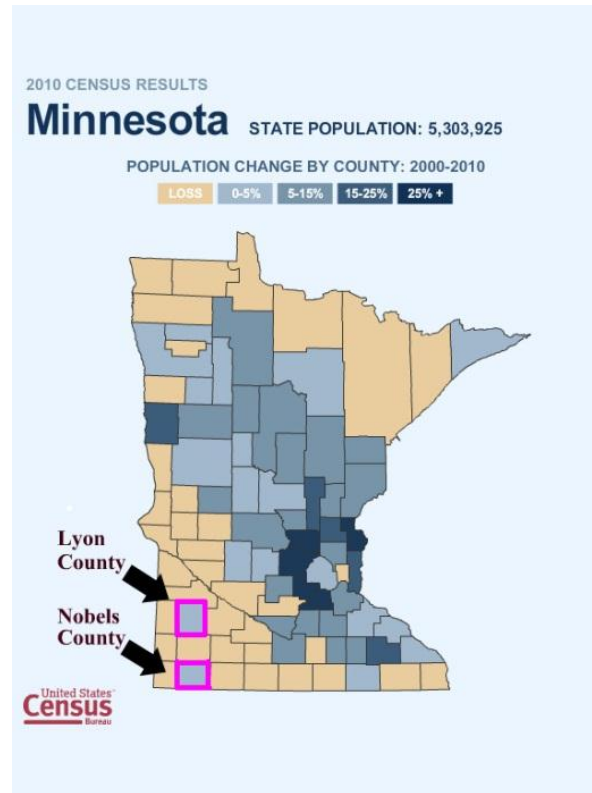 2010 CENSUS RESULTS
Minnesota STATE POPULATION: 5,303,925
POPULATION CHANGE BY COUNTY: 2000-2010
LOSS 0-5% 5-15% 15-25% 25% +
Lyon
County
Nobels
County
United States™
Census
Bureau